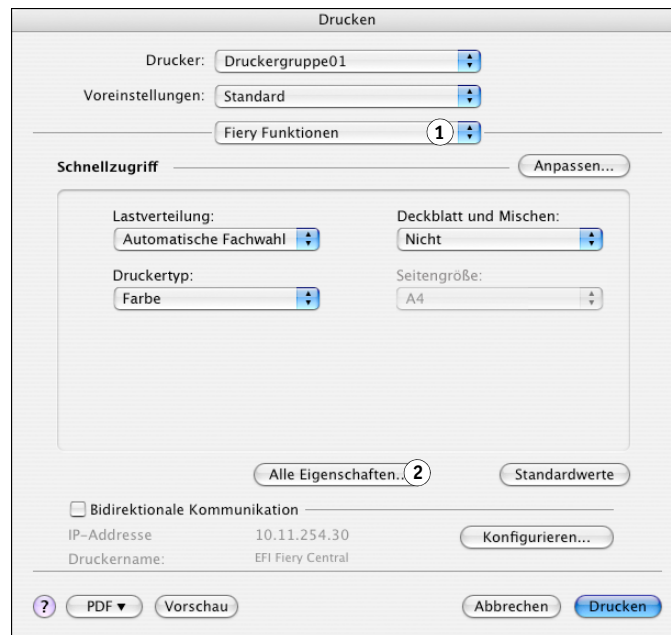 Drucken
Drucker: Druckergruppe01
Voreinstellungen: Standard
Fiery Funktionen 1
Schnellzugriff Anpassen...
Lastverteilung: Deckblatt und Mischen:
Automatische Fachwahl Nicht
Druckertyp: Seitengröße:
Farbe A4
Alle Eigenschaften.. 2 Standardwerte
Bidirektionale Kommunikation
IP-Addresse 10.11.254.30 Konfigurieren...
Druckername: EFI Fiery Central
? PDF ▼ Vorschau Abbrechen Drucken